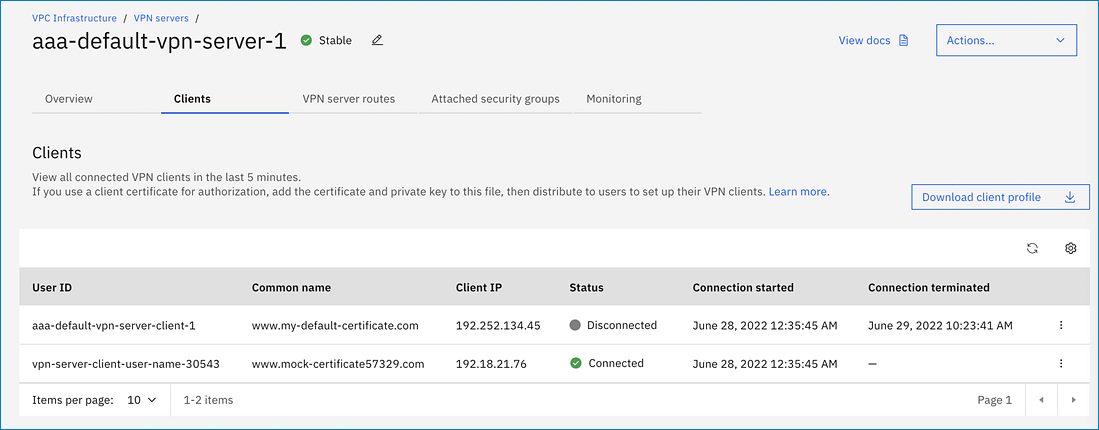 VPC Infrastructure / VPN servers /
aaa-default-vpn-server-1 Stable View docs Actions...
Overview Clients VPN server routes Attached security groups Monitoring
Clients
View all connected VPN clients in the last 5 minutes.
If you use a client certificate for authorization, add the certificate and private key to this file, then distribute to users to set up their VPN clients. Learn more.
Download client profile
User ID Common name Client IP Status Connection started Connection terminated
aaa-default-vpn-server-client-1 www.my-default-certificate.com 192.252.134.45 Disconnected June 28, 2022 12:35:45 AM June 29, 2022 10:23:41 AM
vpn-server-client-user-name-30543 www.mock-certificate57329.com 192.18.21.76 Connected June 28, 2022 12:35:45 AM —
Items per page: 10 1-2 items Page 1